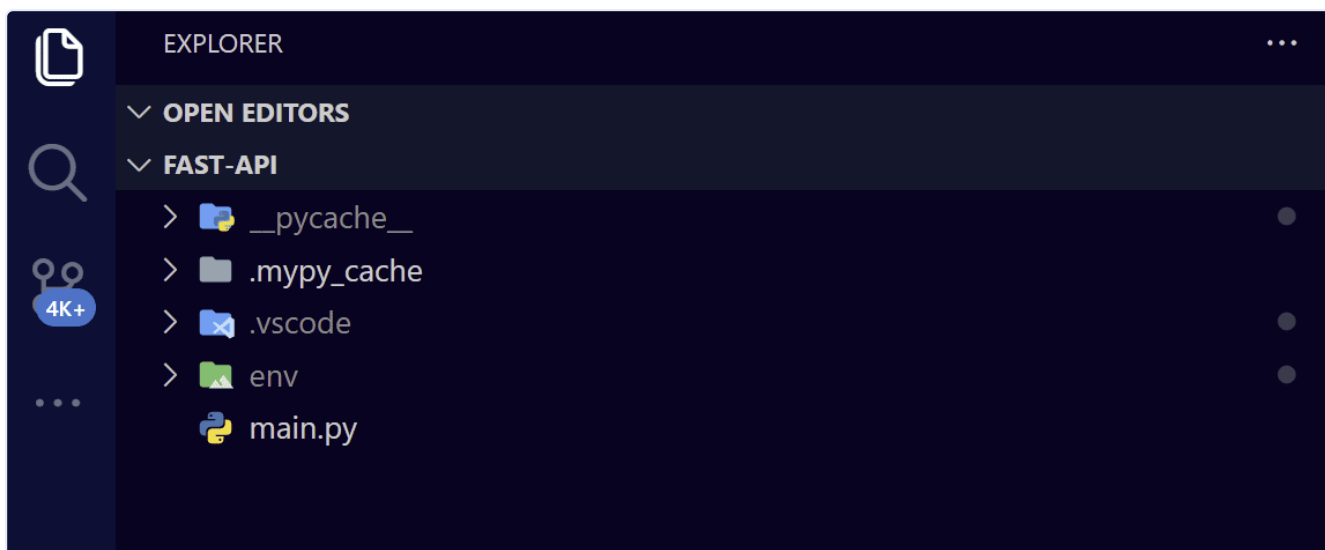 EXPLORER
OPEN EDITORS
FAST-API
__pycache__
.mypy_cache
4K+
.vscode
env
main.py